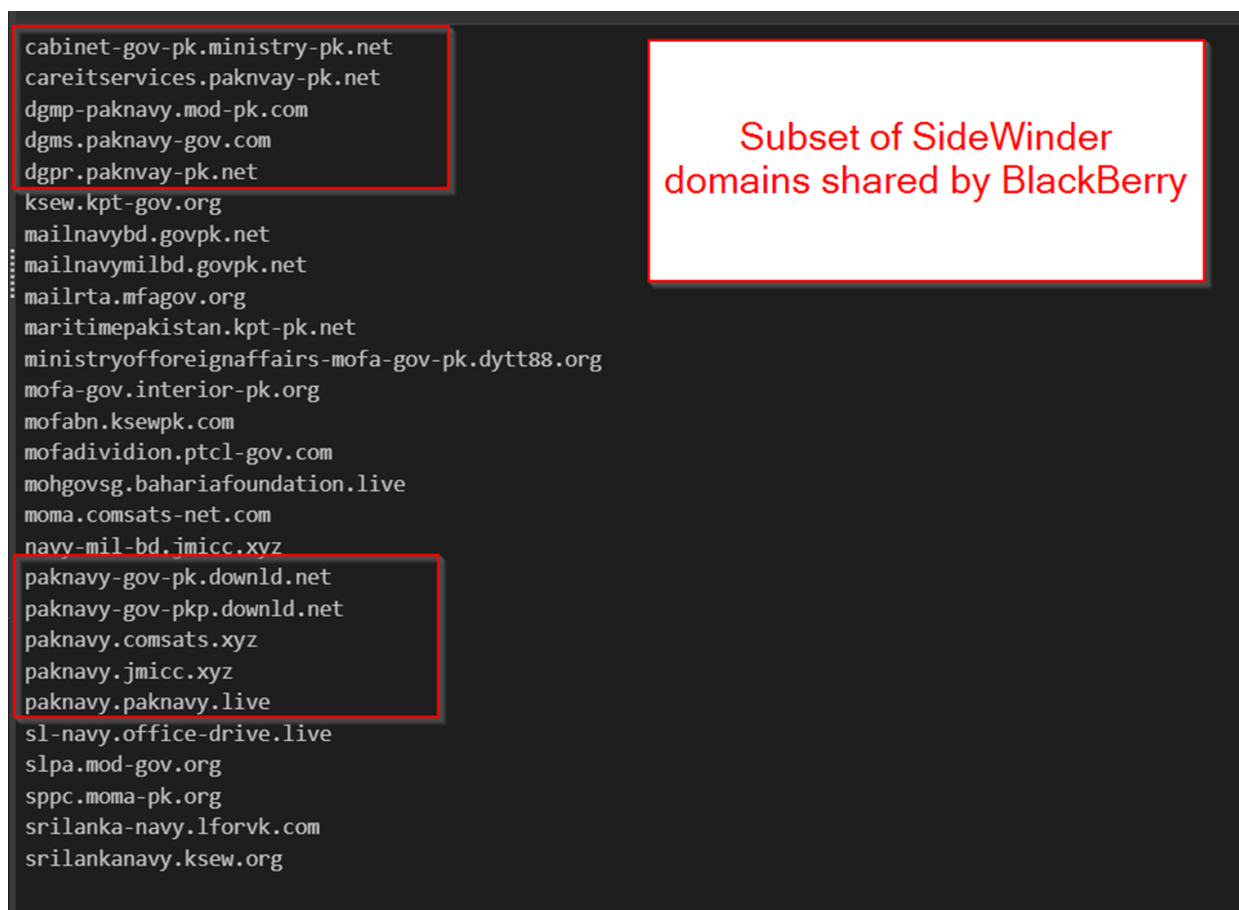 cabinet-gov-pk.ministry-pk.net
careitservices.paknvay-pk.net
dgmp-paknavy.mod-pk.com
dgms.paknavy-gov.com
dgpr.paknvay-pk.net
ksew.kpt-gov.org
mailnavybd.govpk.net
mailnavymilbd.govpk.net
mailrta.mfagov.org
maritimepakistan.kpt-pk.net
ministryofforeignaffairs-mofa-gov-pk.dytt88.org
mofa-gov.interior-pk.org
mofabn.ksewpk.com
mofadividion.ptcl-gov.com
mohgovsg.bahariafoundation.live
moma.comsats-net.com
navy-mil-bd.jmicc.xyz
paknavy-gov-pk.downld.net
paknavy-gov-pkp.downld.net
paknavy.comsats.xyz
paknavy.jmicc.xyz
paknavy.paknavy.live
sl-navy.office-drive.live
slpa.mod-gov.org
sppc.moma-pk.org
srilanka-navy.lforvk.com
srilankanavy.ksew.org
Subset of SideWinder
domains shared by BlackBerry